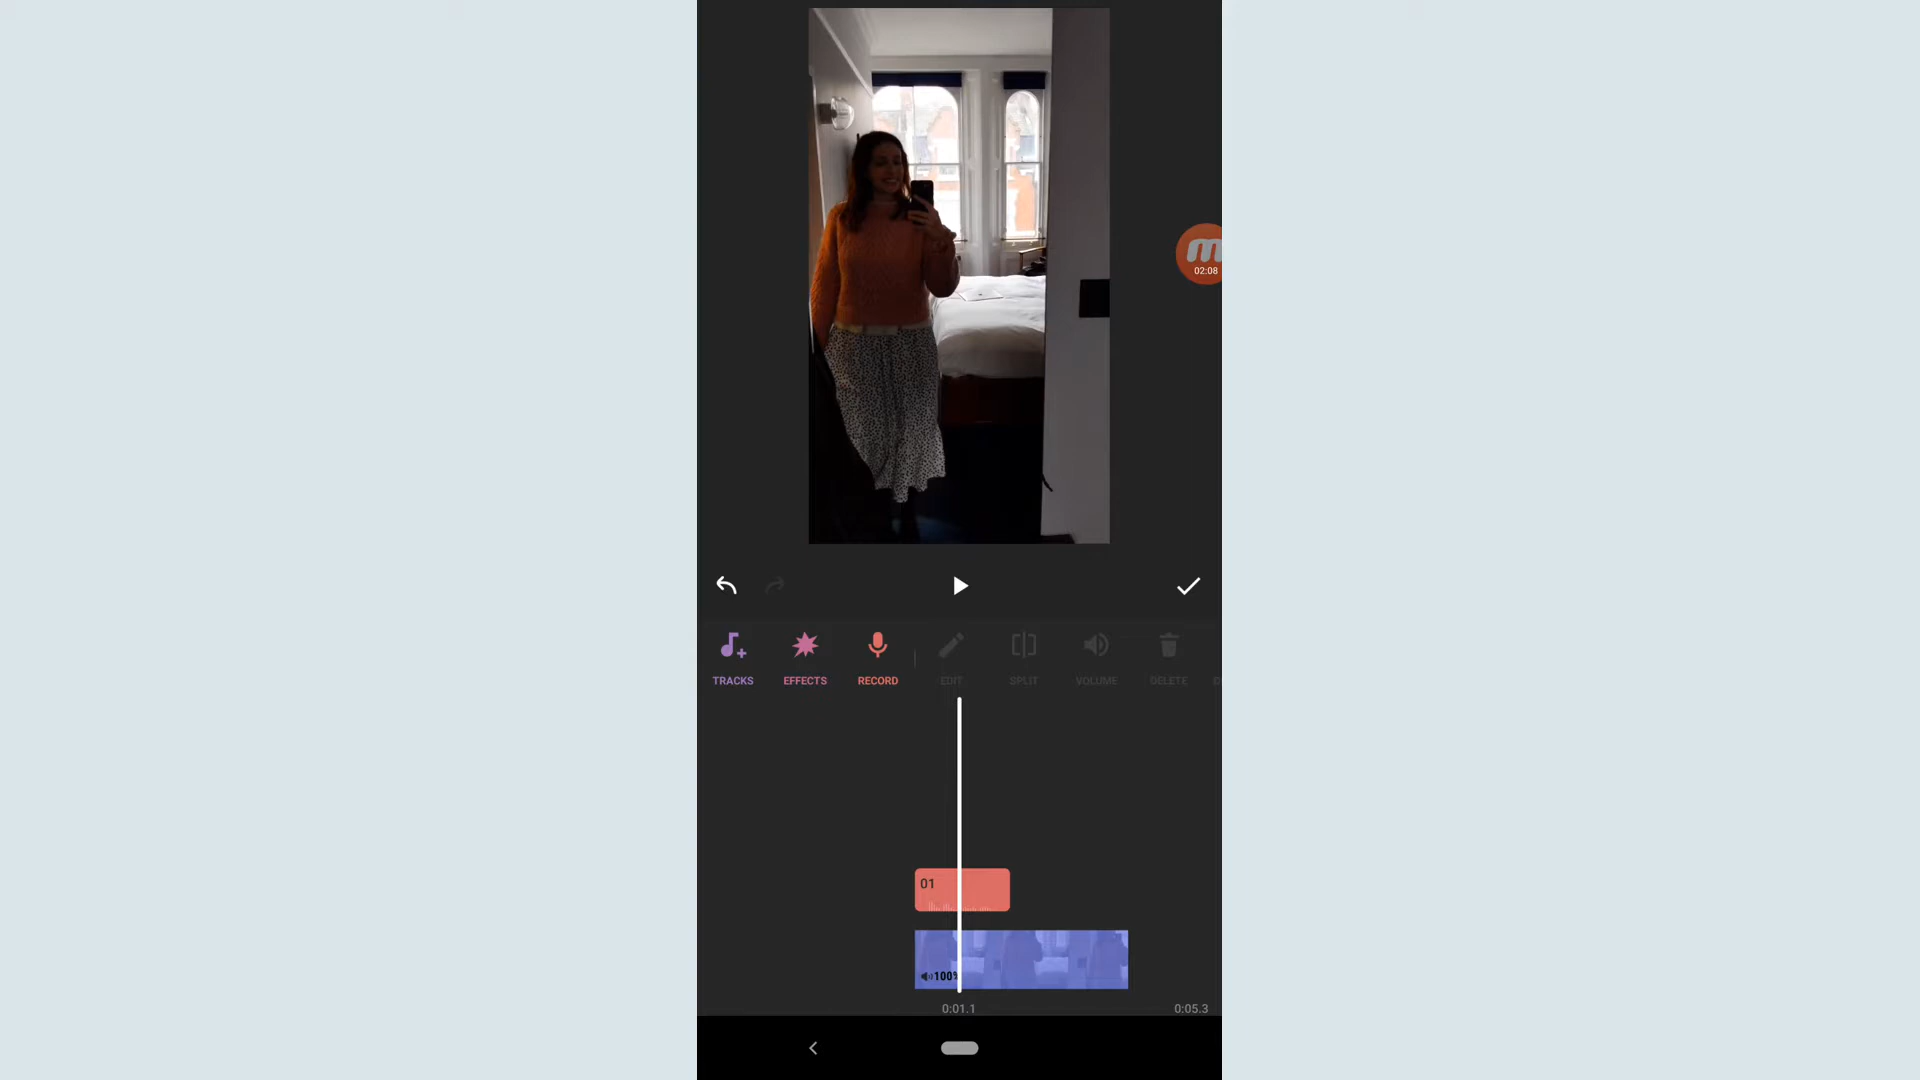 m
02:08
TRACKS EFFECTS RECORD EDIT SPLIT VOLUME DELETE
01
100%
0:01.1 0:05.3